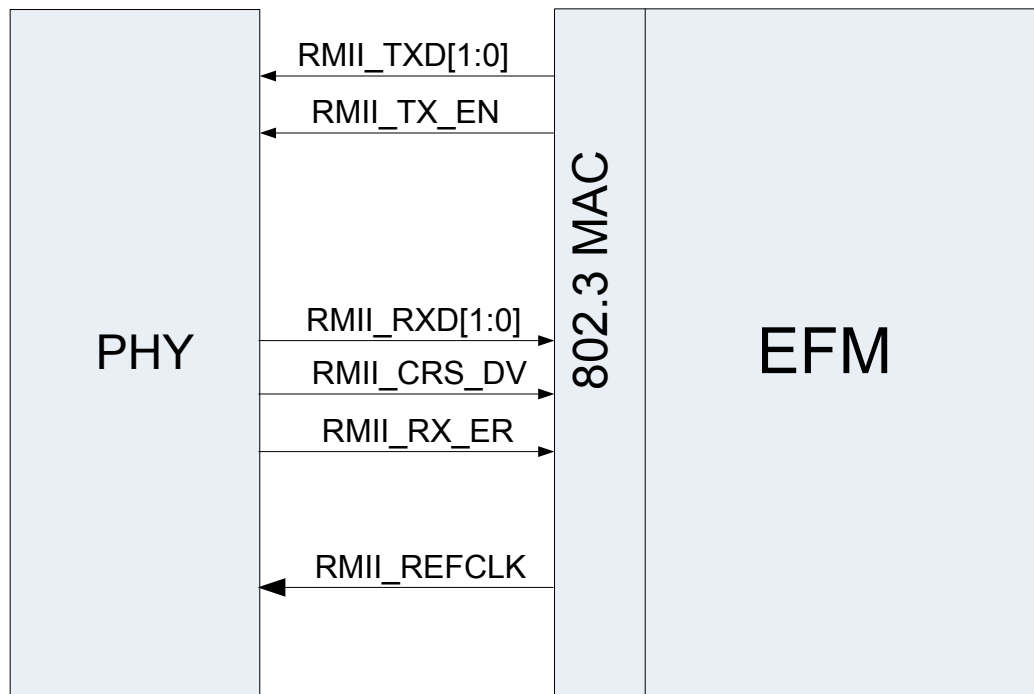 RMII_TXD[1:0]
RMII_TX_EN
RMII_RXD[1:0]
RMII_CRS_DV
RMII_RX_ER
RMII_REFCLK
PHY
802.3 MAC
EFM